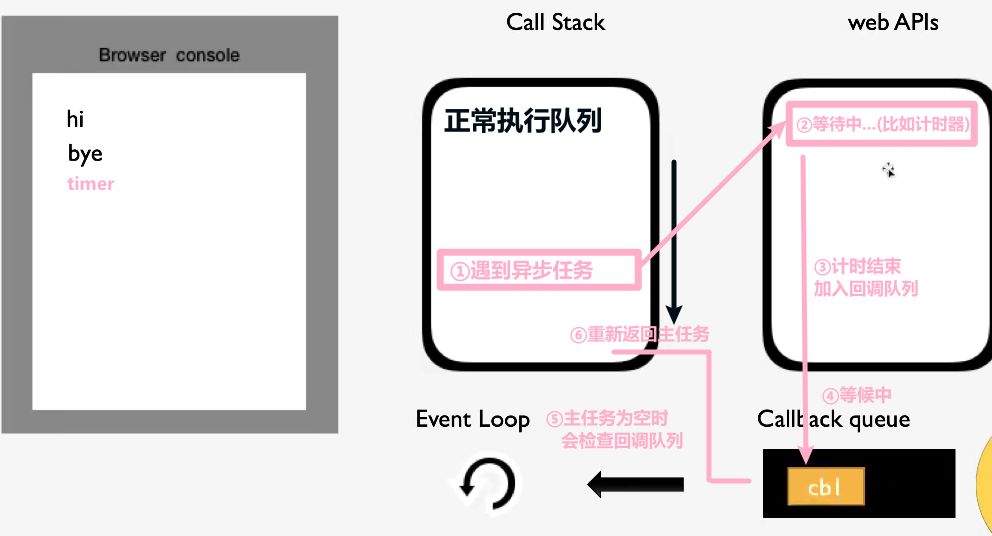 Call Stack
web APIs
Browser console
hi
bye
timer
正常执行队列
②等待中...(比如计时器)
①遇到异步任务
③计时结束
加入回调队列
⑥重新返回主任务
④等候中
Event Loop
⑤主任务为空时
会检查回调队列
Callback queue
cb1